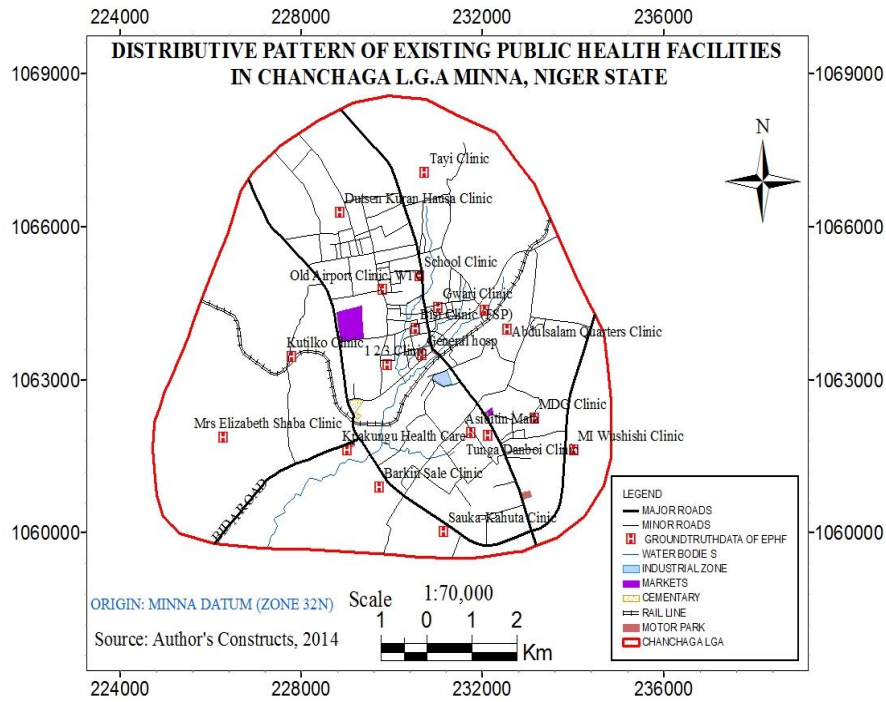 224000 228000 232000 236000
DISTRIBUTIVE PATTERN OF EXISTING PUBLIC HEALTH FACILITIES
IN CHANCHAGA L.G.A MINNA, NIGER STATE
1069000 1069000
N
Tayi Clinic
Dutsen Kuran Hausa Clinic
1066000 1066000
School Clinic
Old Airport Clinic,
Gwari Clinic
Clinic (FSP)
Abdulsalam Quarters Clinic
General hosp
Kutilko Clinic
1 2 3 Clinic
1063000 1063000
MDG Clinic
Mrs Elizabeth Shaba Clinic
Kpakungu Health Care
MI Wushishi Clinic
Tunga Danboi Clinic
Barkin Sale Clinic
BIDA ROAD
Sauka-Kahuta Cinic
1060000 1060000
LEGEND
MAJOR ROADS
MINOR ROADS
GROUNDTRUTHDATA OF EPHF
WATER BODIE S
INDUSTRIAL ZONE
MARKETS
CEMENTARY
RAIL LINE
MOTOR PARK
CHANCHAGA LGA
ORIGIN: MINNA DATUM (ZONE 32N)
Scale 1:70,000
1 0 1 2
Km
Source: Author's Constructs, 2014
224000 228000 232000 236000